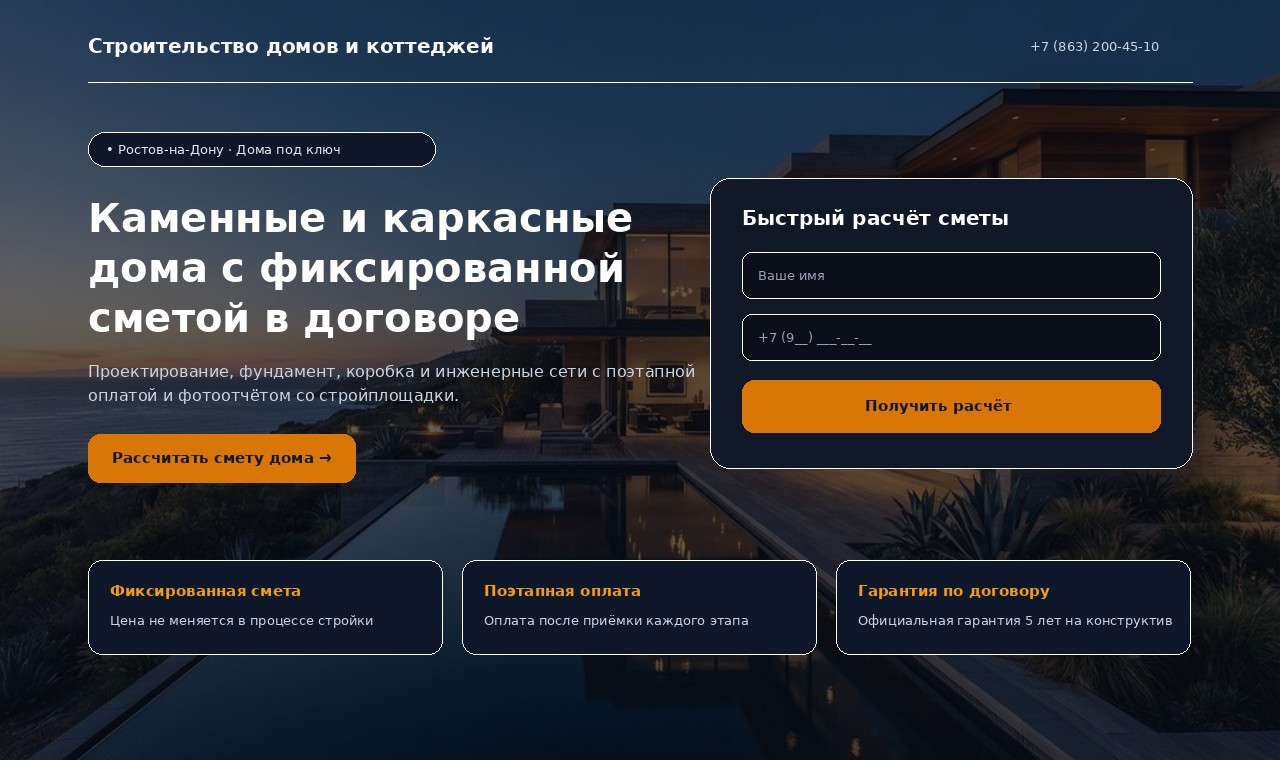 Строительство домов и коттеджей
+7 (863) 200-45-10
• Ростов-на-Дону · Дома под ключ
Каменные и каркасные
дома с фиксированной
сметой в договоре
Проектирование, фундамент, коробка и инженерные сети с поэтапной
оплатой и фотоотчётом со стройплощадки.
Рассчитать смету дома →
Быстрый расчёт сметы
Ваше имя
+7 (9__) ___-__-__
Получить расчёт
Фиксированная смета
Цена не меняется в процессе стройки
Поэтапная оплата
Оплата после приёмки каждого этапа
Гарантия по договору
Официальная гарантия 5 лет на конструктив